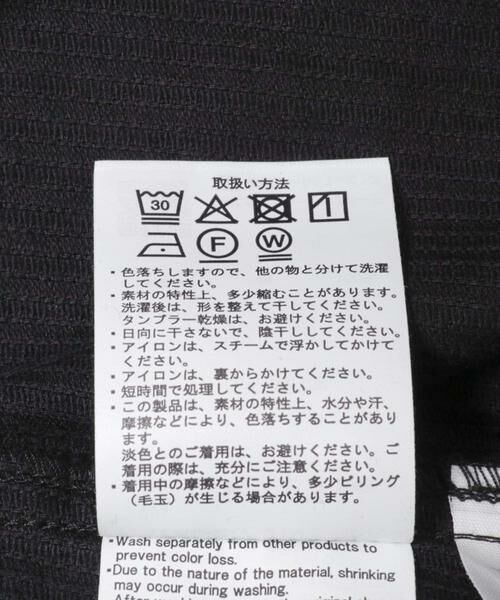 取扱い方法
30
F
W
・色落ちしますので、他の物と分けて洗濯
してください。
・素材の特性上、多少縮むことがあります。
洗濯後は、形を整えて干してください。
タンブラー乾燥は、お避けください。
・日向に干さないで、陰干ししてください。
・アイロンは、スチームで浮かしてかけて
ください。
・アイロンは、裏からかけてください。
・短時間で処理してください。
・この製品は、素材の特性上、水分や汗、
摩擦などにより、色落ちすることがあり
ます。
淡色とのご着用は、お避けください。ご
着用の際は、充分にご注意ください。
・着用中の摩擦などにより、多少ピリング
(毛玉)が生じる場合があります。
・Wash separately from other products to
prevent color loss.
・Due to the nature of the material, shrinking
may occur during washing.